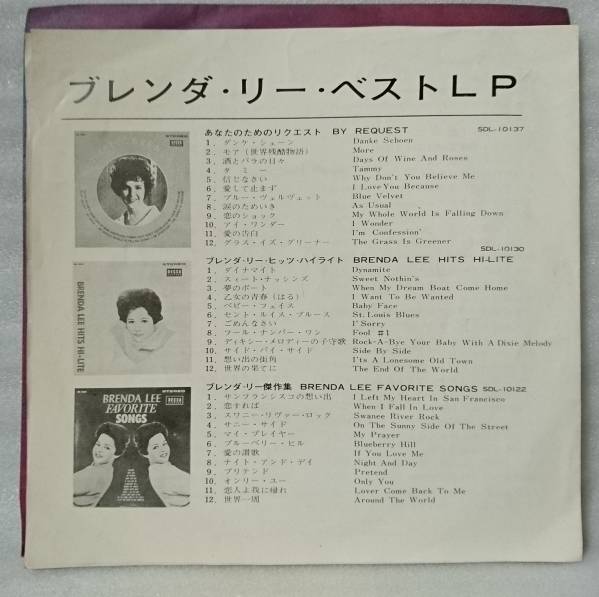 ブレンダ・リー・ベストLP
あなたのためのリクエスト BY REQUEST SDL-10137
1. ダンケ・シェーン Danke Schoen
2. モア(世界残酷物語) More
3. 酒とバラの日々 Days Of Wine And Roses
4. タ ミ ー Tammy
5. 信じなさい Why Don't You Believe Me
6. 愛して止まず I Love You Because
7. ブルー・ヴェルヴェット Blue Velvet
8. 涙のためいき As Usual
9. 恋のショック My Whole World Is Falling Down
10. アイ・ワンダー I Wonder
11. 愛の告白 I'm Confession'
12. グラス・イズ・グリーナー The Grass Is Greener
SDL-10130
ブレンダ・リー・ヒッツ・ハイライト BRENDA LEE HITS HI-LITE
1. ダイナマイト Dynamite
2. スィート・ナッシンズ Sweet Nothin's
3. 夢のボート When My Dream Boat Come Home
4. 乙女の青春(はる) I Want To Be Wanted
5. ベビー・フェイス Baby Face
6. セント・ルイス・ブルース St. Louis Blues
7. ごめんなさい I' Sorry
8. フール・ナンバー・ワン Fool #1
9. ディキシー・メロディーの子守歌 Rock-A-Bye Your Baby With A Dixie Melody
10. サイド・バイ・サイド Side By Side
11. 想い出の街角 I'ts A Lonesome Old Town
12. 世界の果てに The End Of The World
ブレンダ・リー傑作集 BRENDA LEE FAVORITE SONGS SDL-10122
1. サンフランシスコの想い出 I Left My Heart In San Francisco
2. 恋すれば When I Fall In Love
3. スワニー・リヴァー・ロック Swanee River Rock
4. サニー・サイド On The Sunny Side Of The Street
5. マイ・プレイヤー My Prayer
6. ブルーベリー・ヒル Blueberry Hill
7. 愛の讃歌 If You Love Me
8. ナイト・アンド・デイ Night And Day
9. プリテンド Pretend
10. オンリー・ユー Only You
11. 恋人よ我に帰れ Lover Come Back To Me
12. 世界一周 Around The World
STEREO
DECCA
BRENDA LEE HITS HI-LITE
DECCA
STEREO
BRENDA LEE
FAVORITE
SONGS
DECCA